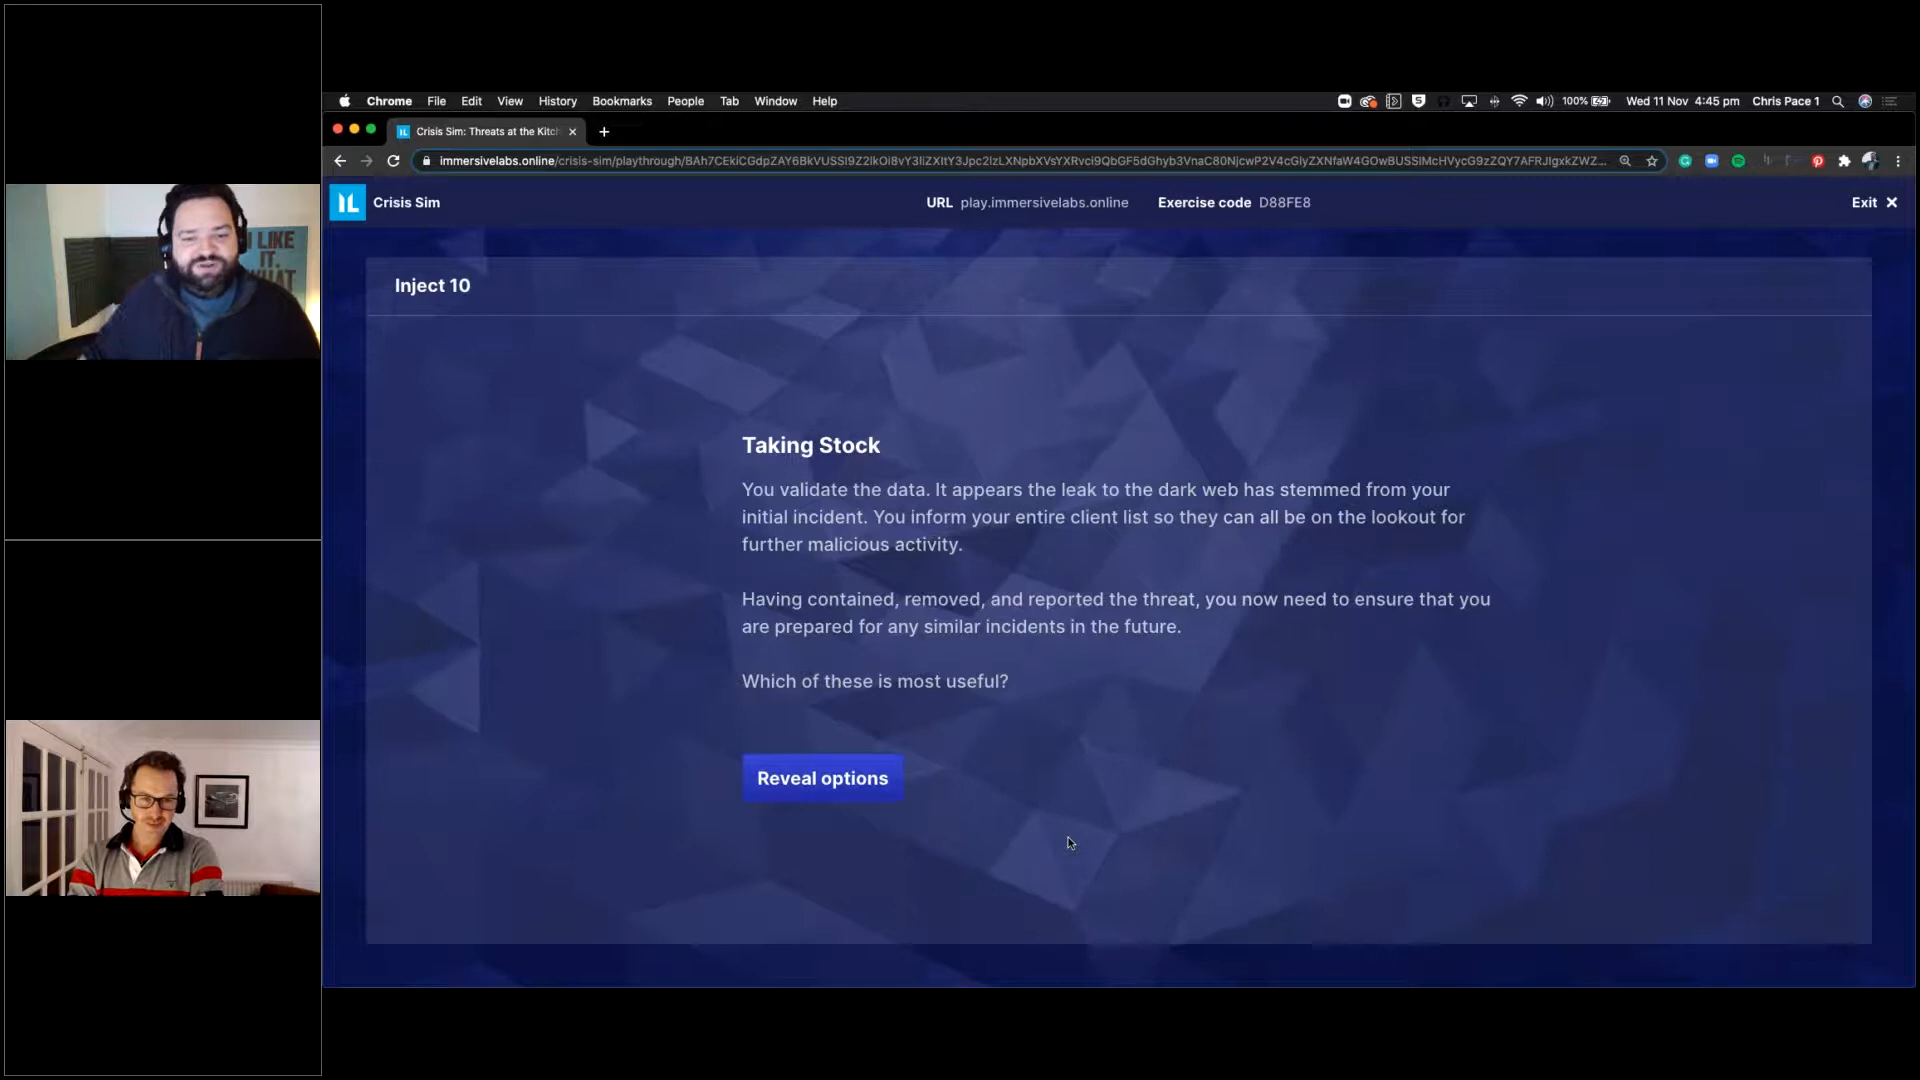 I LIKE
IT.
WHAT
Chrome File Edit View History Bookmarks People Tab Window Help
100% Wed 11 Nov 4:45 pm Chris Pace 1
IL Crisis Sim: Threats at the Kitch
IL Crisis Sim
URL play.immersivelabs.online Exercise code D88FE8
Exit
Inject 10
Taking Stock
You validate the data. It appears the leak to the dark web has stemmed from your
initial incident. You inform your entire client list so they can all be on the lookout for
further malicious activity.
Having contained, removed, and reported the threat, you now need to ensure that you
are prepared for any similar incidents in the future.
Which of these is most useful?
Reveal options